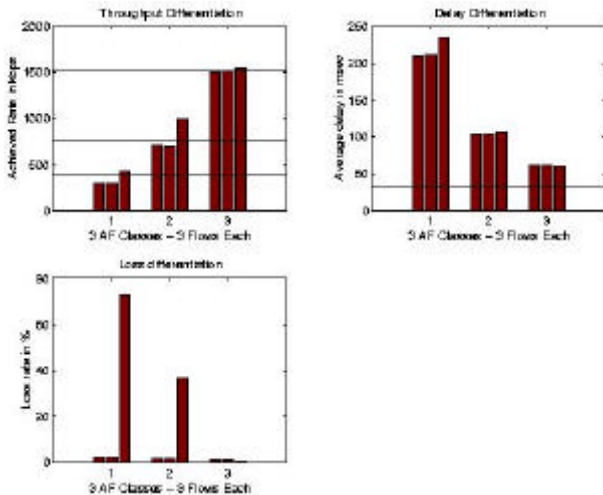 Throughput Differentiation
2000
1500
1000
500
0
Achieved Rate in kbps
1 2 3
3 AF Classes – 3 Flows Each
Delay Differentiation
250
200
150
100
50
0
Average delay in msec
1 2 3
3 AF Classes – 3 Flows Each
Loss differentiation
80
60
40
20
0
Loss rate in %
1 2 3
3 AF Classes – 3 Flows Each